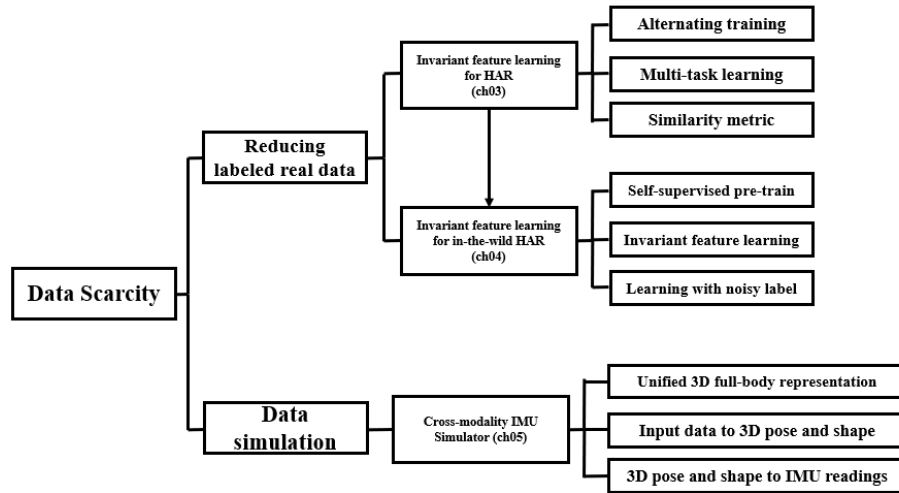 Data Scarcity
Reducing
labeled real data
Invariant feature learning
for HAR
(ch03)
Alternating training
Multi-task learning
Similarity metric
Invariant feature learning
for in-the-wild HAR
(ch04)
Self-supervised pre-train
Invariant feature learning
Learning with noisy label
Data
simulation
Cross-modality IMU
Simulator (ch05)
Unified 3D full-body representation
Input data to 3D pose and shape
3D pose and shape to IMU readings